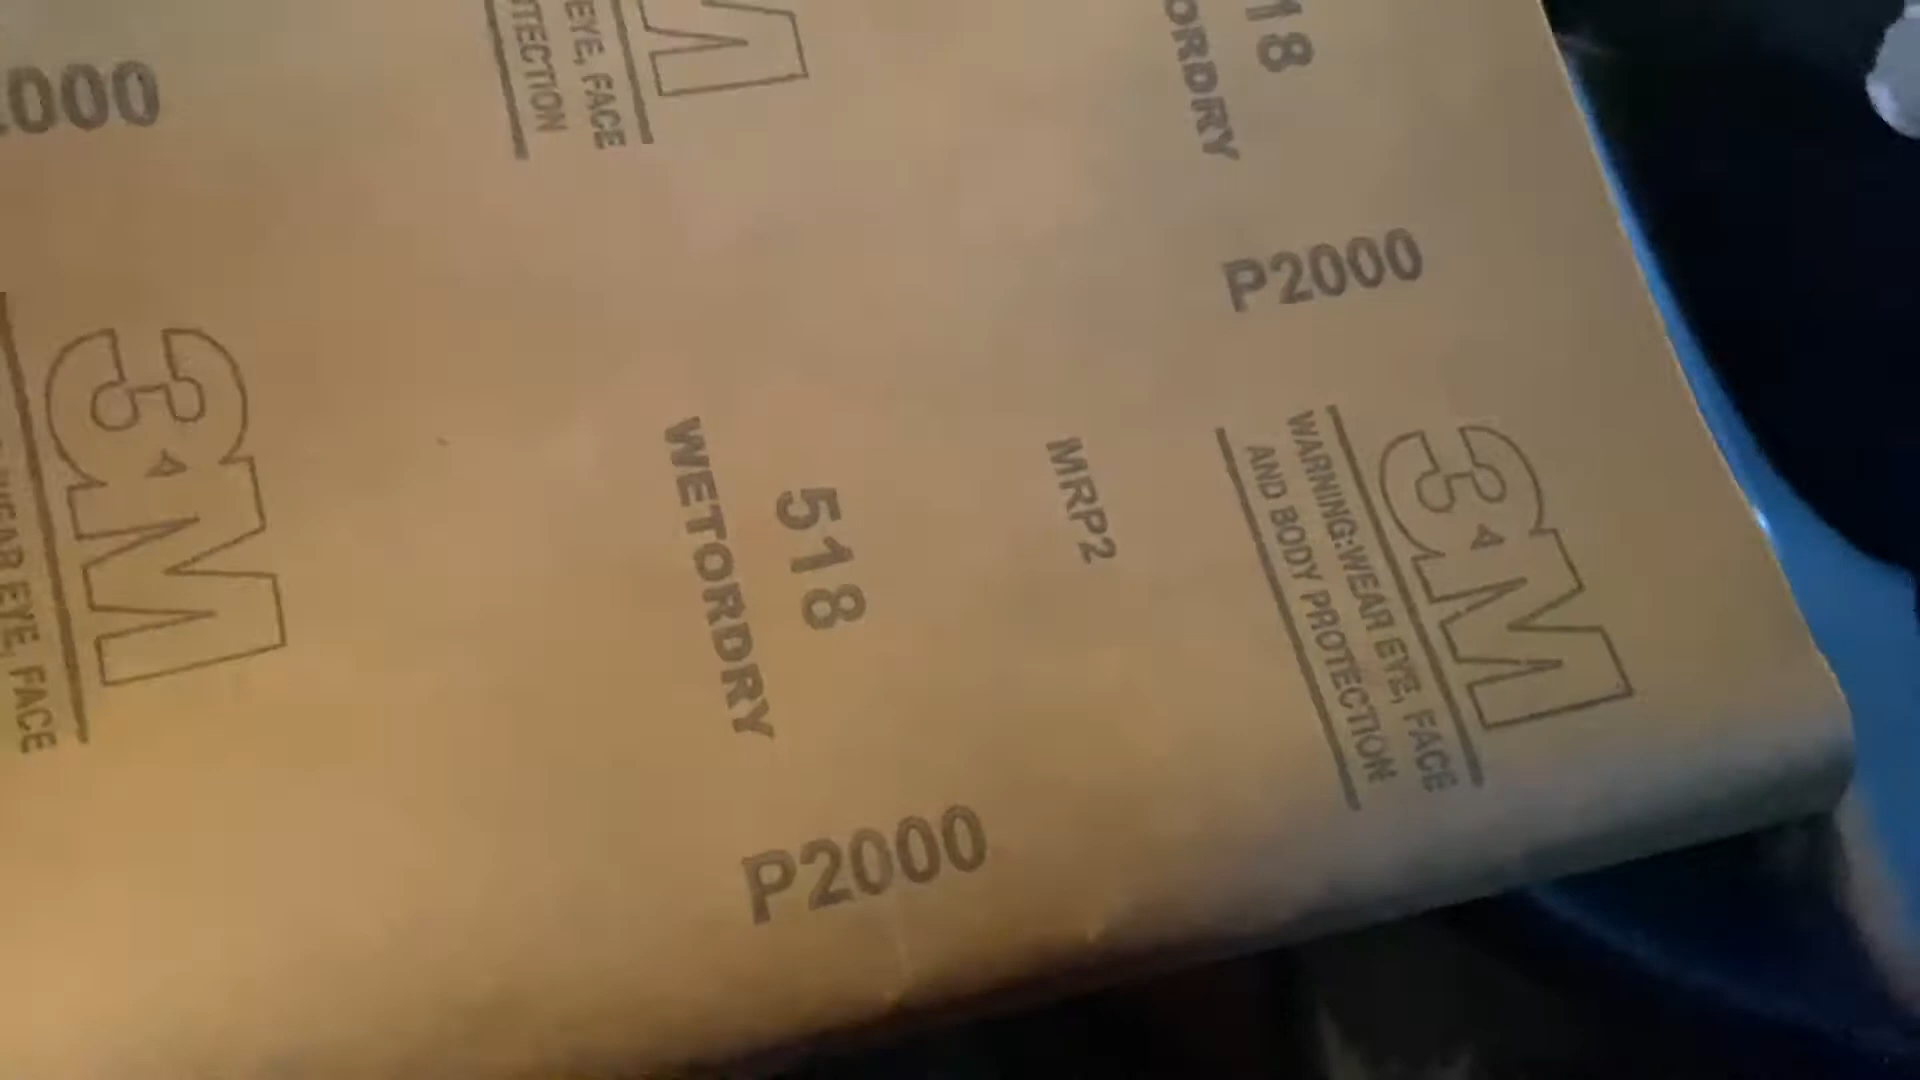 000
EYE, FACE
OTECTION
18
ORDRY
P2000
3M
WEAR EYE, FACE
518
WETORDRY
MRP2
P2000
3M
WARNING:WEAR EYE, FACE
AND BODY PROTECTION